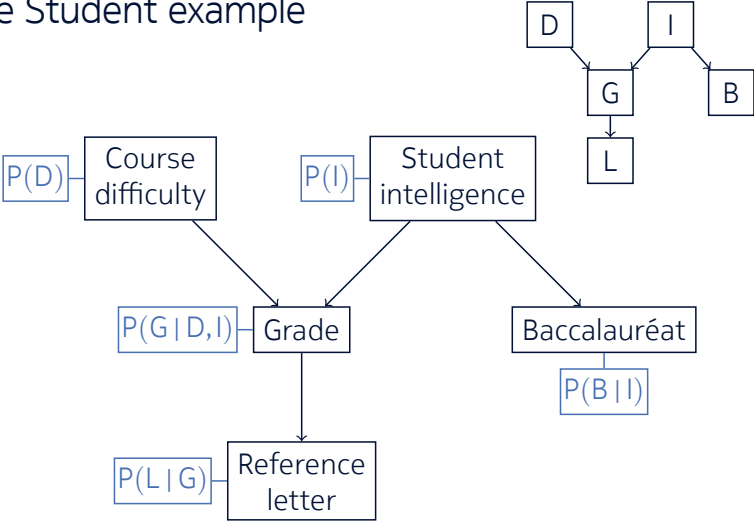 e Student example
D
I
G
B
L
P(D)
Course
difficulty
P(I)
Student
intelligence
P(G | D, I)
Grade
Baccalauréat
P(B | I)
P(L | G)
Reference
letter